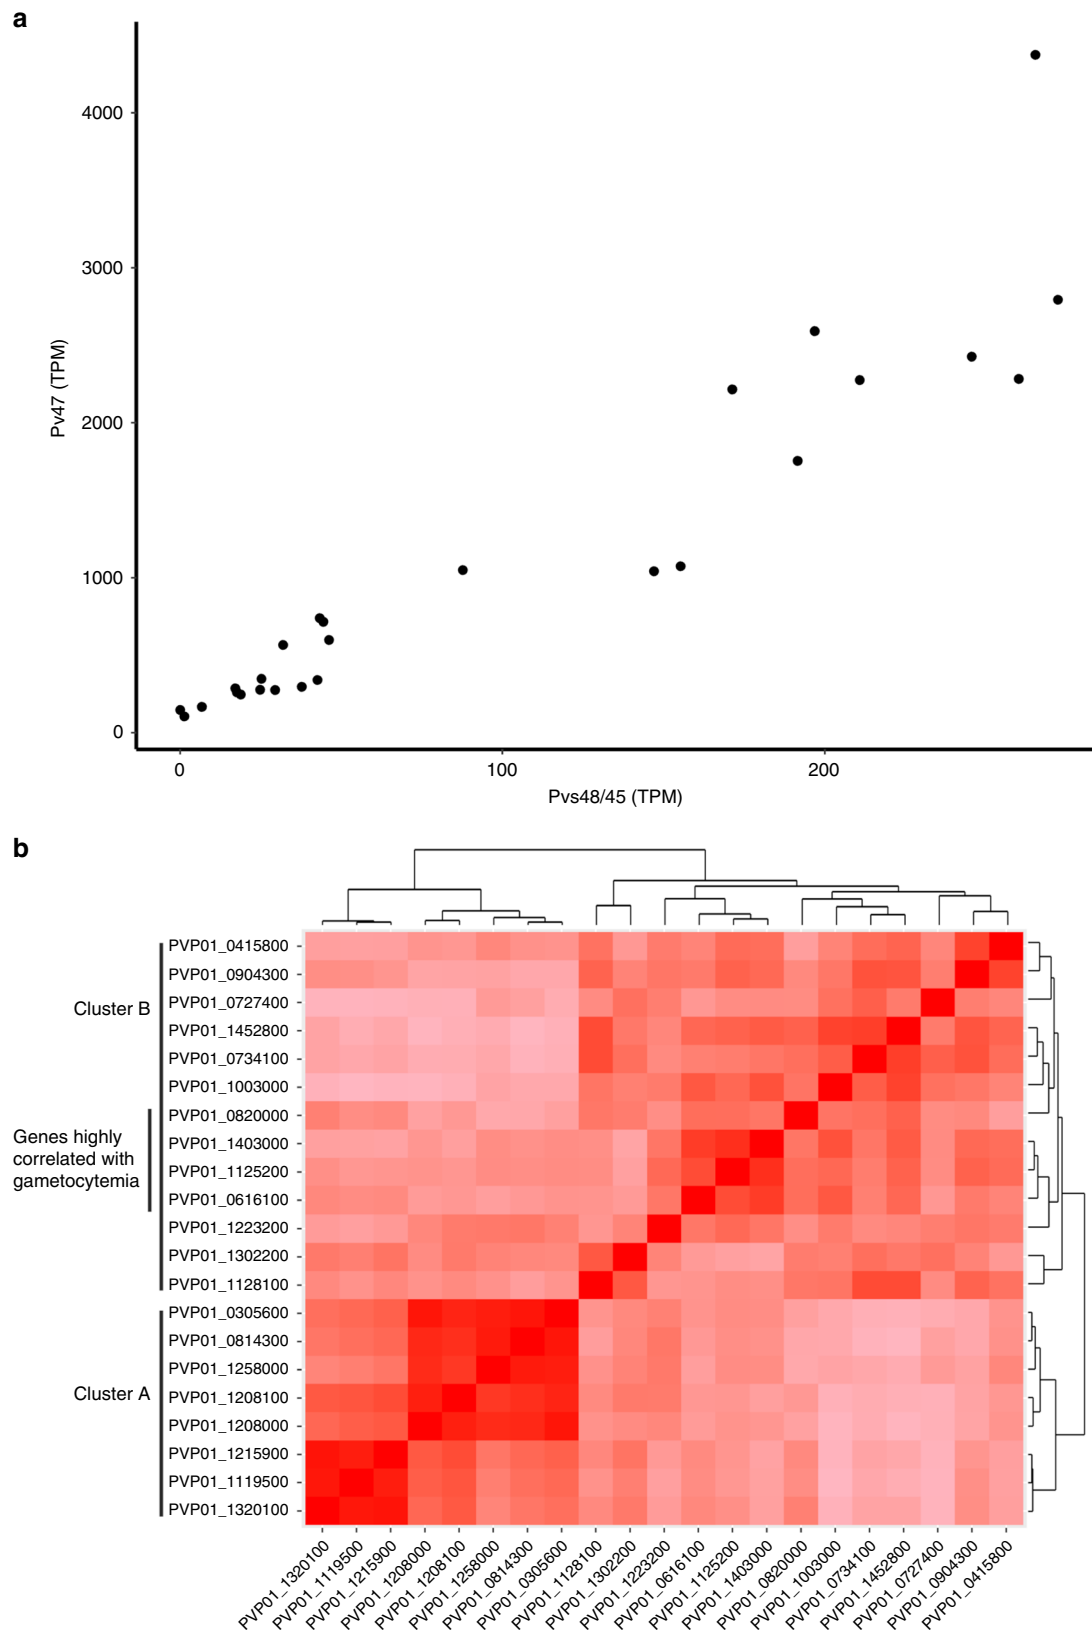 a
4000
3000
2000
1000
0
Pv47 (TPM)
0 100 200
Pvs48/45 (TPM)
b
PVP01_0415800
PVP01_0904300
Cluster B
PVP01_0727400
PVP01_1452800
PVP01_0734100
PVP01_1003000
PVP01_0820000
Genes highly
correlated with
gametocytemia
PVP01_1403000
PVP01_1125200
PVP01_0616100
PVP01_1223200
PVP01_1302200
PVP01_1128100
PVP01_0305600
PVP01_0814300
PVP01_1258000
Cluster A
PVP01_1208100
PVP01_1208000
PVP01_1215900
PVP01_1119500
PVP01_1320100
PVP01_1320100
PVP01_1119500
PVP01_1215900
PVP01_1208000
PVP01_1208100
PVP01_1258000
PVP01_0814300
PVP01_0305600
PVP01_1128100
PVP01_1302200
PVP01_1223200
PVP01_0616100
PVP01_1125200
PVP01_1403000
PVP01_0820000
PVP01_1003000
PVP01_0734100
PVP01_1452800
PVP01_0727400
PVP01_0904300
PVP01_0415800